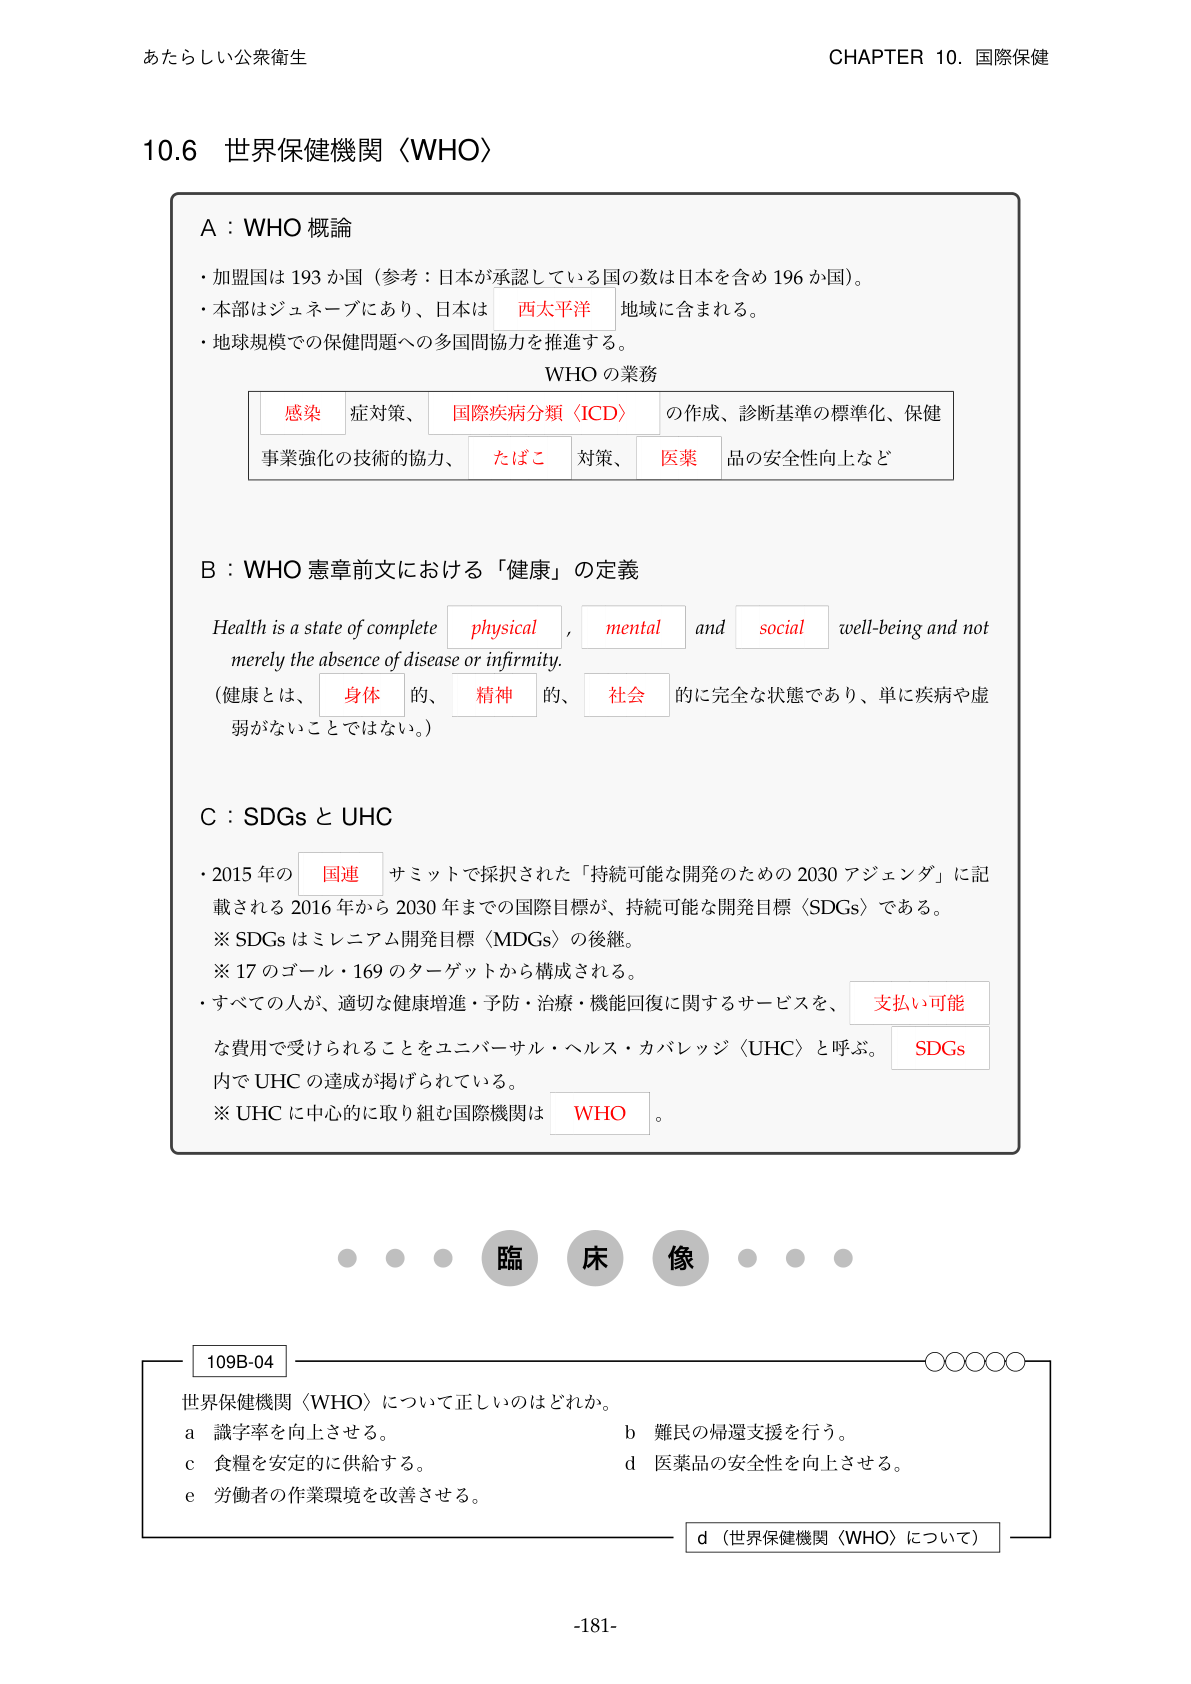 あたらしい公衆衛生
CHAPTER 10. 国際保健
10.6 世界保健機関〈WHO〉
A：WHO 概論
・加盟国は 193 か国（参考：日本が承認している国の数は日本を含め 196 か国）。
・本部はジュネーブにあり、日本は 西太平洋 地域に含まれる。
・地球規模での保健問題への多国間協力を推進する。
WHO の業務
感染 症対策、 国際疾病分類〈ICD〉 の作成、診断基準の標準化、保健
事業強化の技術的協力、 たばこ 対策、 医薬 品の安全性向上など
B：WHO 憲章前文における「健康」の定義
Health is a state of complete physical , mental and social well-being and not
merely the absence of disease or infirmity.
（健康とは、 身体 的、 精神 的、 社会 的に完全な状態であり、単に疾病や虚
弱がないことではない。）
C：SDGs と UHC
・2015 年の 国連 サミットで採択された「持続可能な開発のための 2030 アジェンダ」に記
載される 2016 年から 2030 年までの国際目標が、持続可能な開発目標〈SDGs〉である。
※ SDGs はミレニアム開発目標〈MDGs〉の後継。
※ 17 のゴール・169 のターゲットから構成される。
・すべての人が、適切な健康増進・予防・治療・機能回復に関するサービスを、 支払い可能
な費用で受けられることをユニバーサル・ヘルス・カバレッジ〈UHC〉と呼ぶ。 SDGs
内で UHC の達成が掲げられている。
※ UHC に中心的に取り組む国際機関は WHO 。
臨床像
109B-04
世界保健機関〈WHO〉について正しいのはどれか。
a 識字率を向上させる。 b 難民の帰還支援を行う。
c 食糧を安定的に供給する。 d 医薬品の安全性を向上させる。
e 労働者の作業環境を改善させる。
d （世界保健機関〈WHO〉について）
-181-